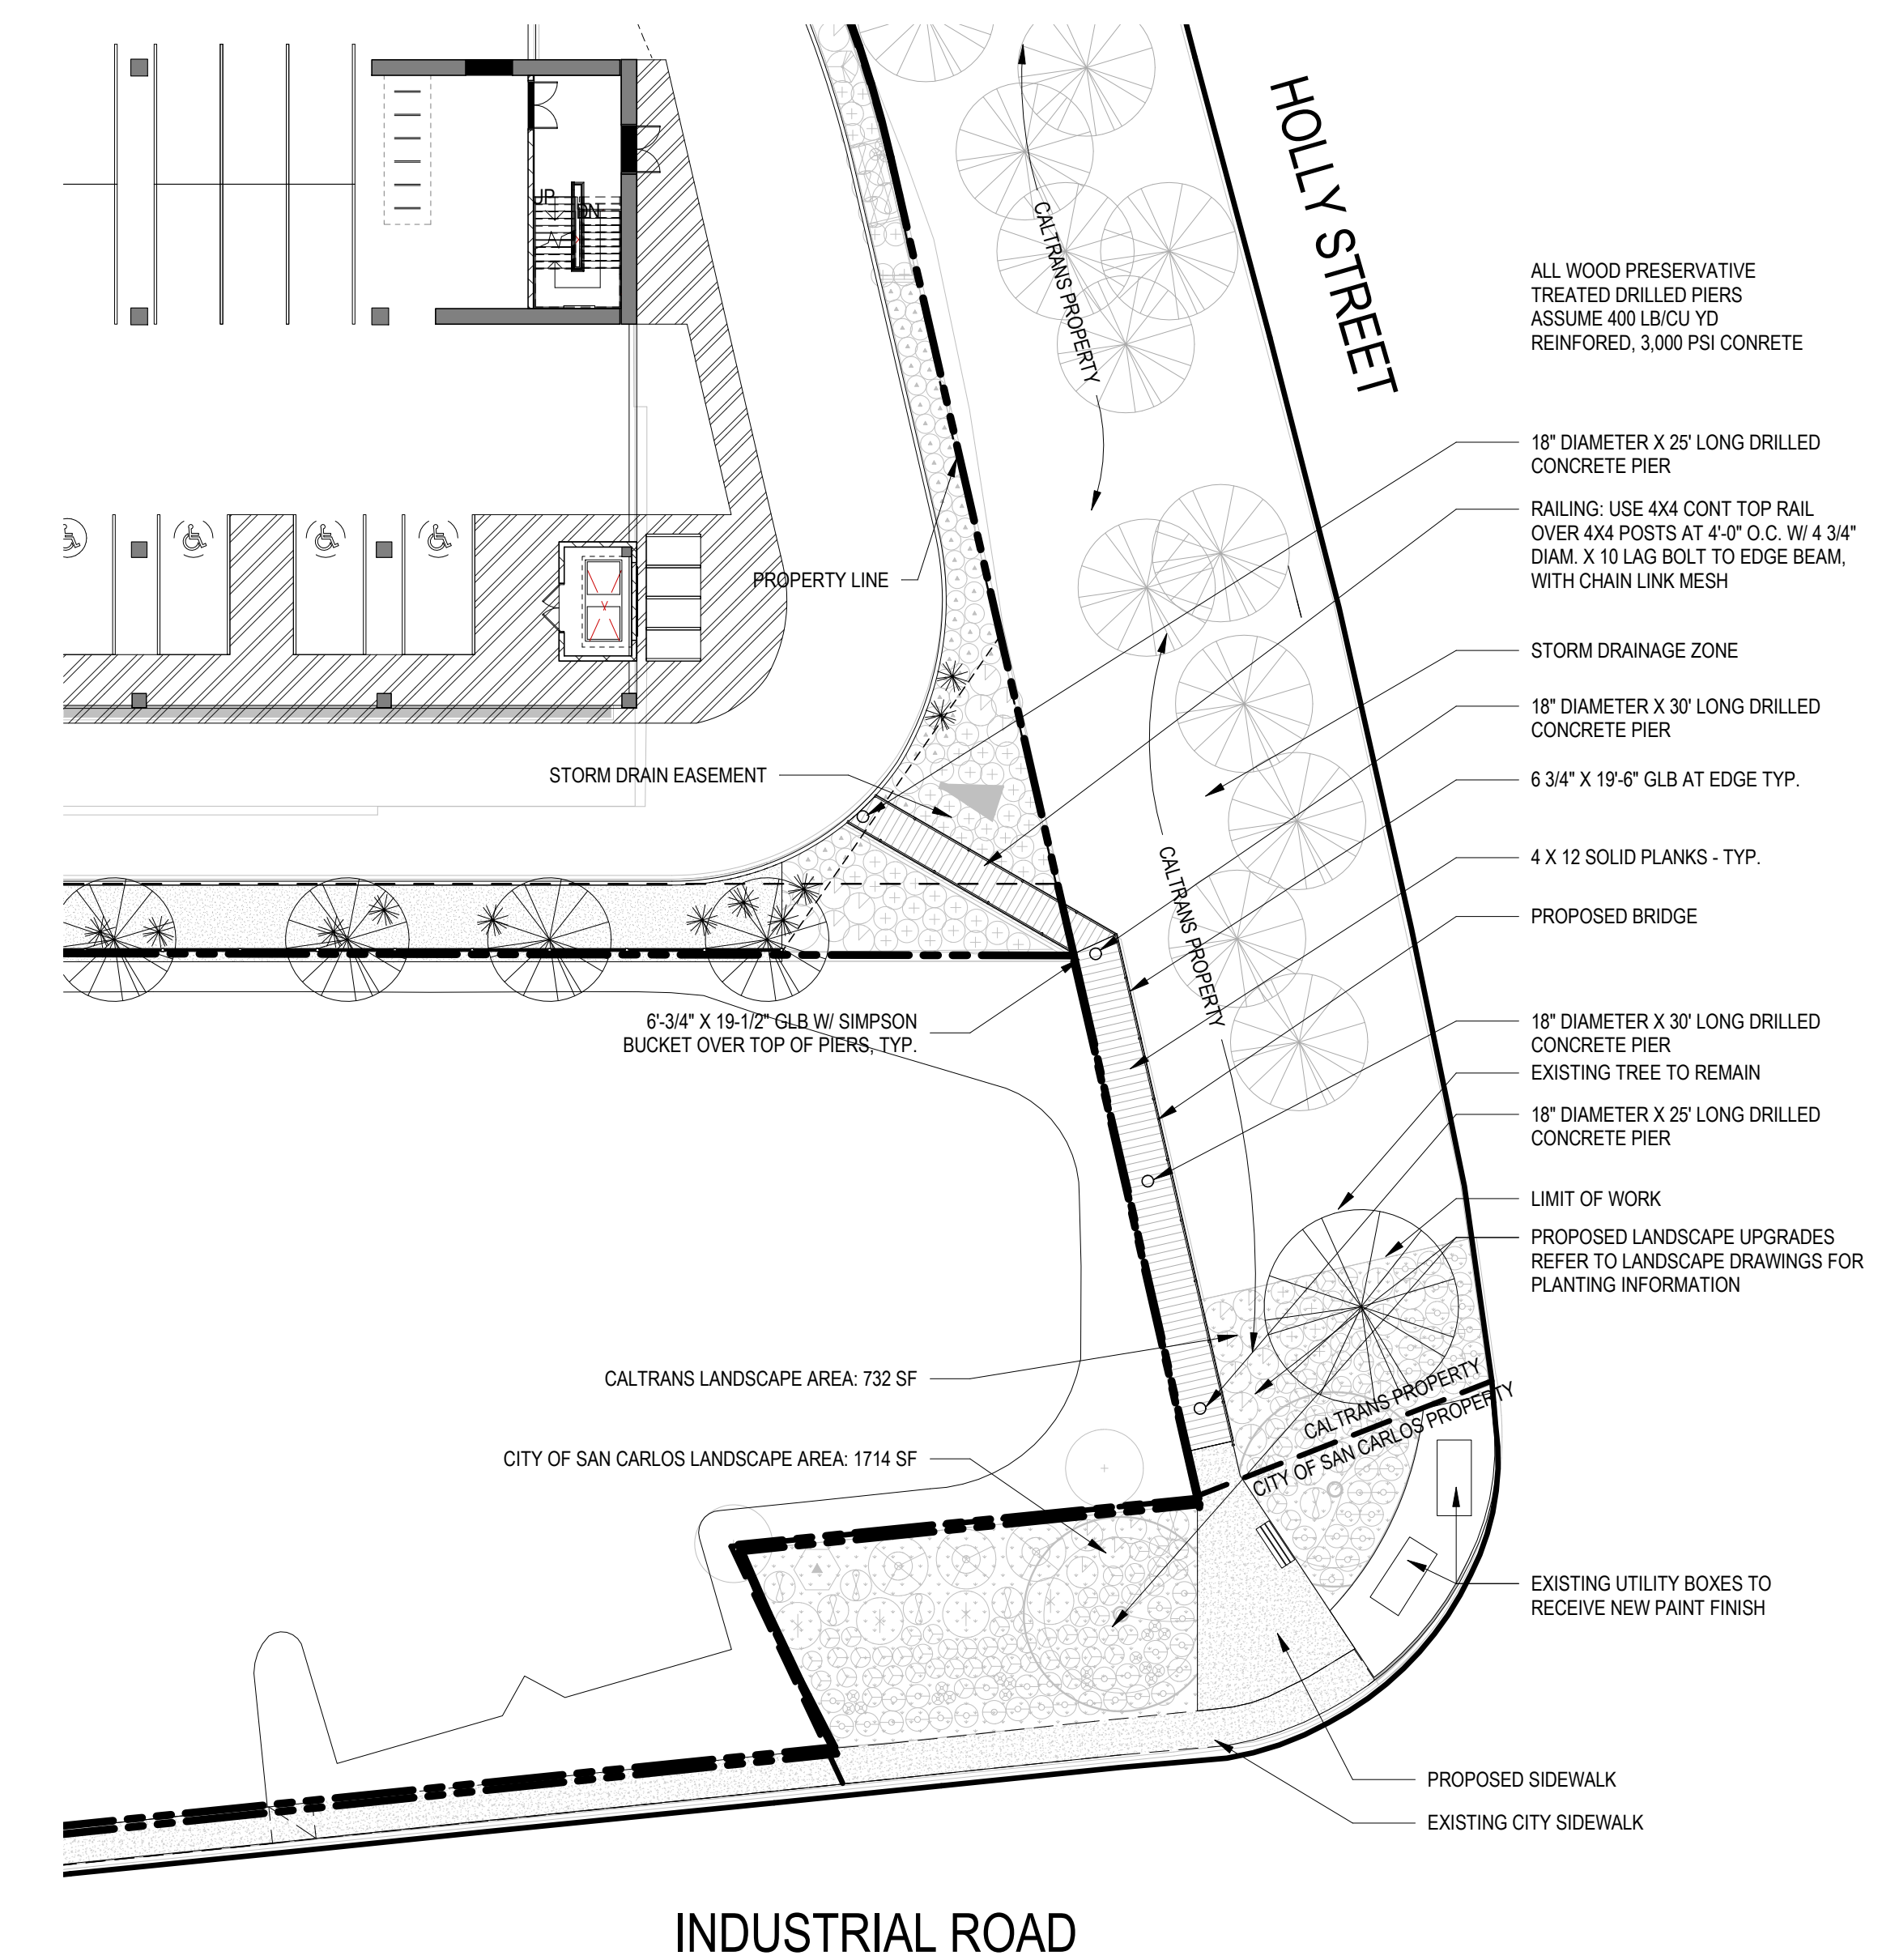 HOLLY STREET
UP
DN
CALTRANS PROPERTY
ALL WOOD PRESERVATIVE
TREATED DRILLED PIERS
ASSUME 400 LB/CU YD
REINFORED, 3,000 PSI CONRETE
18" DIAMETER X 25' LONG DRILLED
CONCRETE PIER
RAILING: USE 4X4 CONT TOP RAIL
OVER 4X4 POSTS AT 4'-0" O.C. W/ 4 3/4"
DIAM. X 10 LAG BOLT TO EDGE BEAM,
WITH CHAIN LINK MESH
PROPERTY LINE
STORM DRAINAGE ZONE
18" DIAMETER X 30' LONG DRILLED
CONCRETE PIER
STORM DRAIN EASEMENT
6 3/4" X 19'-6" GLB AT EDGE TYP.
4 X 12 SOLID PLANKS - TYP.
CALTRANS PROPERTY
PROPOSED BRIDGE
6'-3/4" X 19-1/2" GLB W/ SIMPSON
BUCKET OVER TOP OF PIERS, TYP.
18" DIAMETER X 30' LONG DRILLED
CONCRETE PIER
EXISTING TREE TO REMAIN
18" DIAMETER X 25' LONG DRILLED
CONCRETE PIER
LIMIT OF WORK
PROPOSED LANDSCAPE UPGRADES
REFER TO LANDSCAPE DRAWINGS FOR
PLANTING INFORMATION
CALTRANS LANDSCAPE AREA: 732 SF
CALTRANS PROPERTY
CITY OF SAN CARLOS PROPERTY
CITY OF SAN CARLOS LANDSCAPE AREA: 1714 SF
EXISTING UTILITY BOXES TO
RECEIVE NEW PAINT FINISH
PROPOSED SIDEWALK
EXISTING CITY SIDEWALK
INDUSTRIAL ROAD